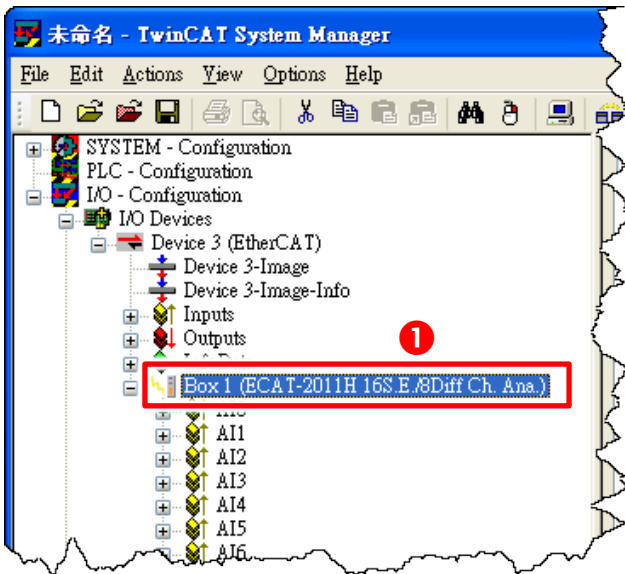 未命名 - TwinCAT System Manager
File Edit Actions View Options Help
SYSTEM - Configuration
PLC - Configuration
I/O - Configuration
I/O Devices
Device 3 (EtherCAT)
Device 3-Image
Device 3-Image-Info
Inputs
Outputs
1
Box 1 (ECAT-2011H 16S.E./8Diff Ch. Ana.)
AI1
AI2
AI3
AI4
AI5
AI6